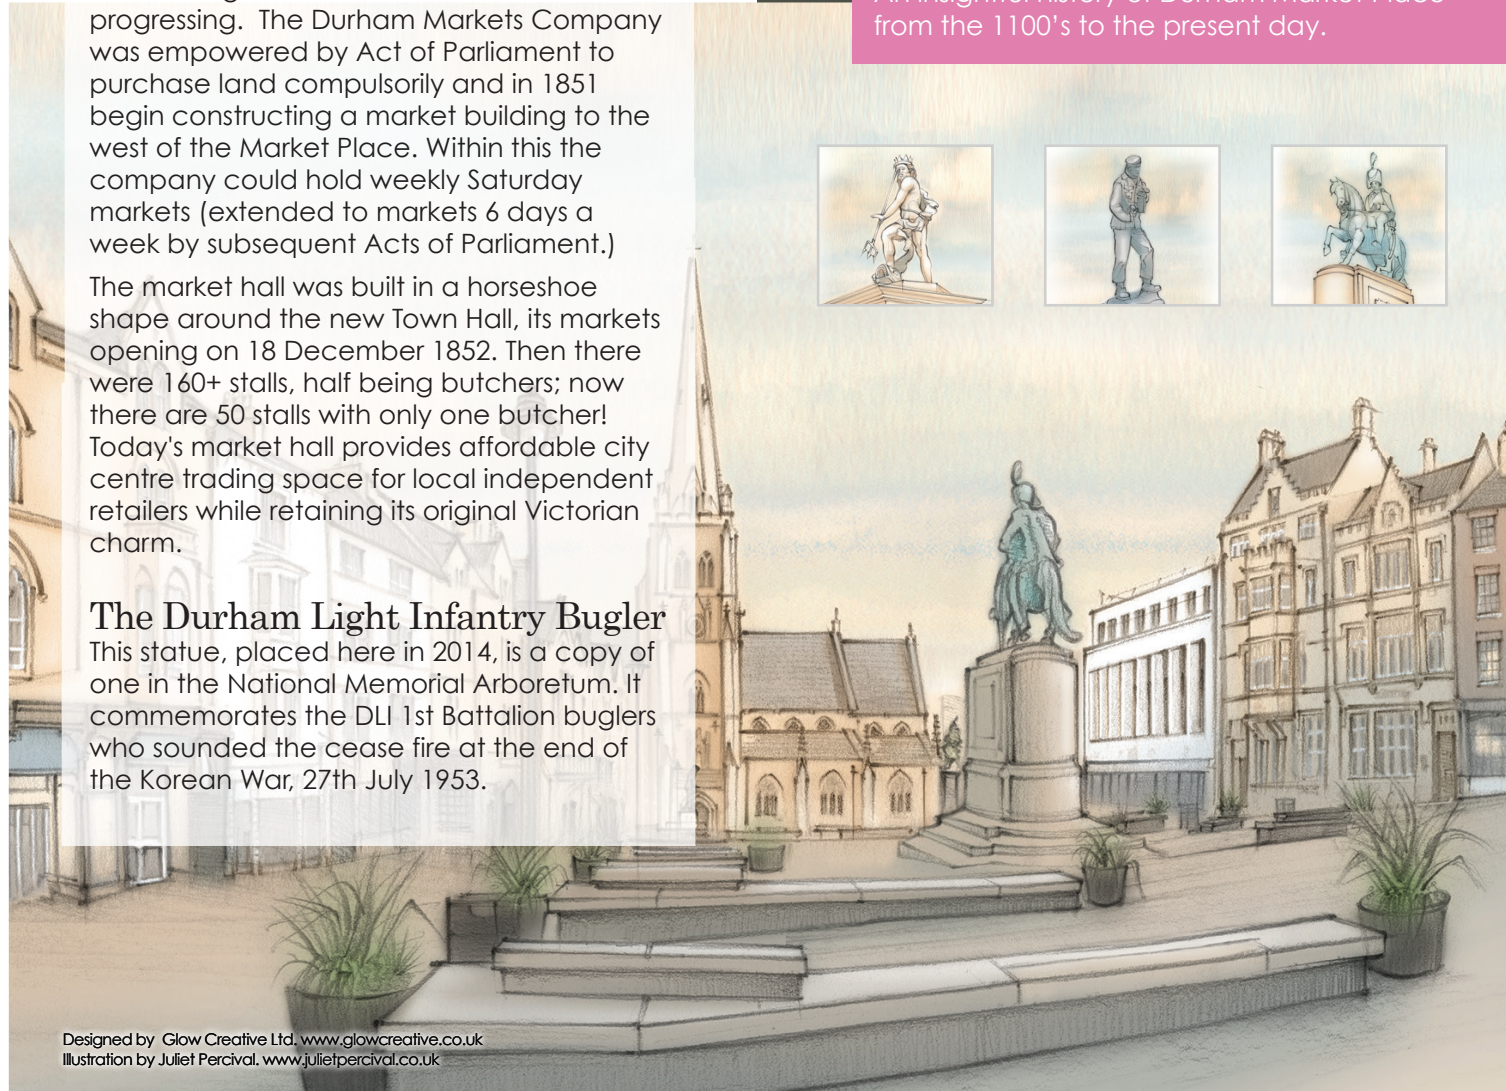 progressing. The Durham Markets Company
was empowered by Act of Parliament to
purchase land compulsorily and in 1851
begin constructing a market building to the
west of the Market Place. Within this the
company could hold weekly Saturday
markets (extended to markets 6 days a
week by subsequent Acts of Parliament.)
The market hall was built in a horseshoe
shape around the new Town Hall, its markets
opening on 18 December 1852. Then there
were 160+ stalls, half being butchers; now
there are 50 stalls with only one butcher!
Today's market hall provides affordable city
centre trading space for local independent
retailers while retaining its original Victorian
charm.
The Durham Light Infantry Bugler
This statue, placed here in 2014, is a copy of
one in the National Memorial Arboretum. It
commemorates the DLI 1st Battalion buglers
who sounded the cease fire at the end of
the Korean War, 27th July 1953.
An insightful history of Durham Market Place
from the 1100's to the present day.
Designed by Glow Creative Ltd. www.glowcreative.co.uk
Illustration by Juliet Percival. www.julietpercival.co.uk